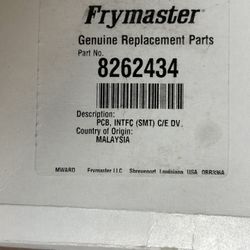 Frymaster
Genuine Replacement Parts
Part No.
8262434
Description:
PCB, INTFC (SMT) C/E DV.
Country of Origin:
MALAYSIA
MWARD Frymaster LLC Shreveport, Louisiana, USA